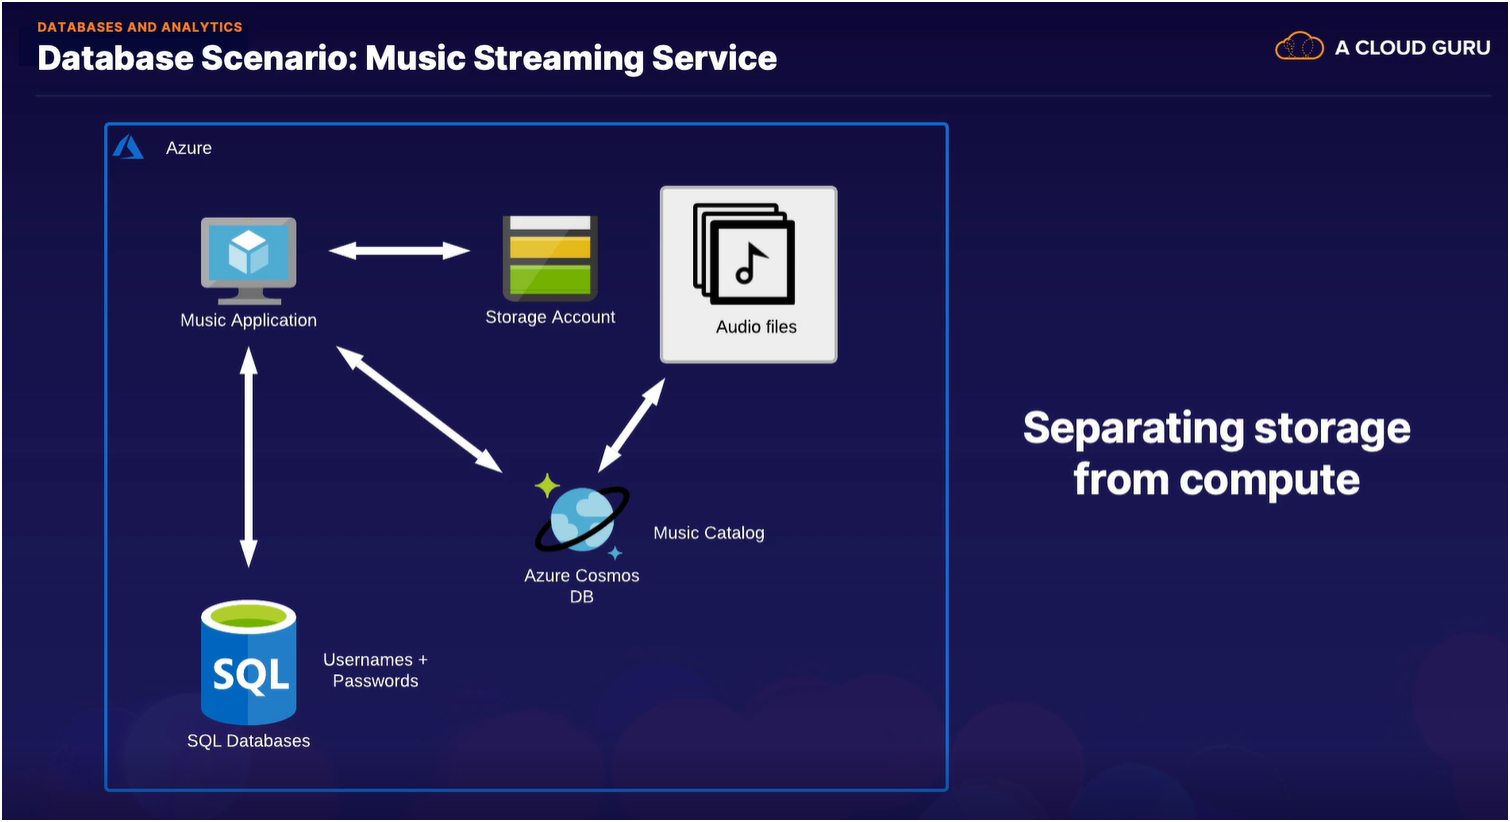 DATABASES AND ANALYTICS
Database Scenario: Music Streaming Service
A CLOUD GURU
Azure
Music Application
Storage Account
Audio files
Separating storage
from compute
Music Catalog
Azure Cosmos
DB
SQL
Usernames +
Passwords
SQL Databases